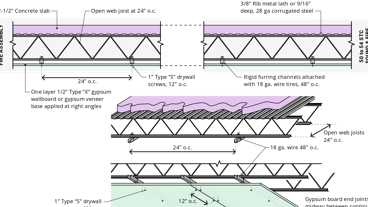 -1/2" Concrete slab
Open web joist at 24" o.c.
3/8" Rib metal lath or 9/16"
deep, 28 ga corrugated steel
FIRE ASSEMBLY
50 to 54 STC
24" o.c.
1" Type "S" drywall
screws, 12" o.c.
Rigid furring channels attached
with 18 ga. wire ties, 48" o.c.
One layer 1/2" Type "X" gypsum
wallboard or gypsum veneer
base applied at right angles
Open web joists
24" o.c.
24" o.c.
18 ga. wire 48" o.c.
1" Type "S" drywall
12" o.c.
Gypsum board end joints